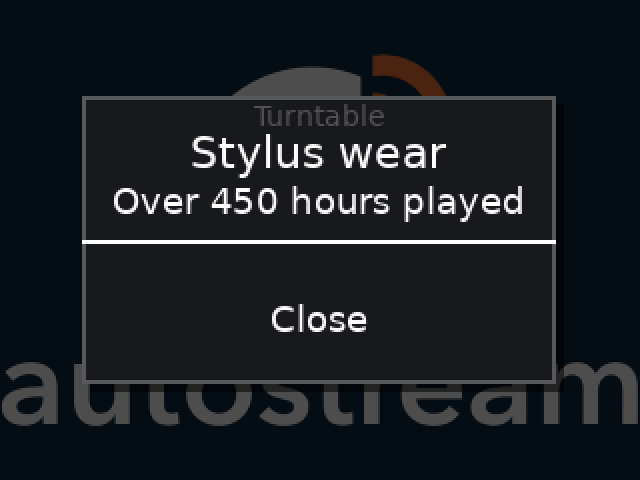 Turntable
Stylus wear
Over 450 hours played
Close
autostream